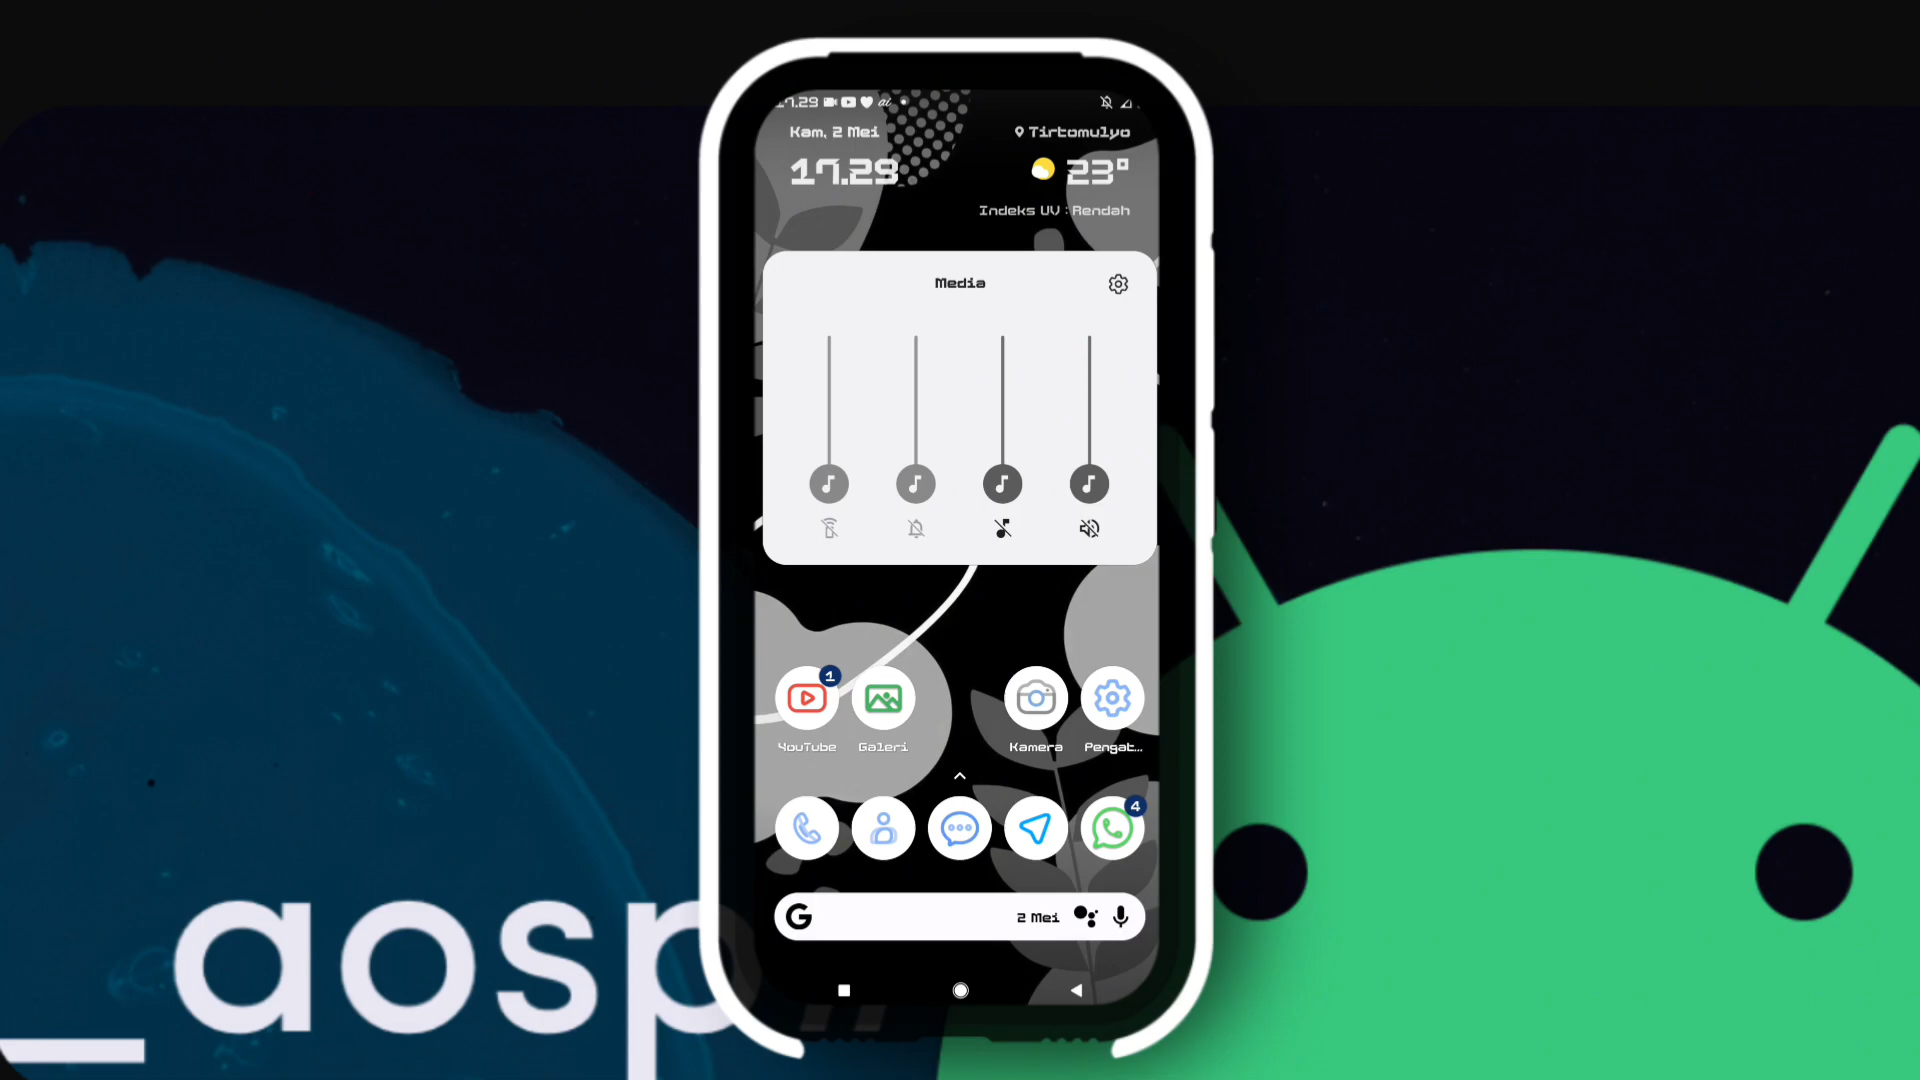 17.29
Kam, 2 Mei
Tirtomulyo
17.29
23°
Indeks UV : Rendah
Media
1
YouTube
Galeri
Kamera
Pengat...
4
G
2 Mei
_aosp